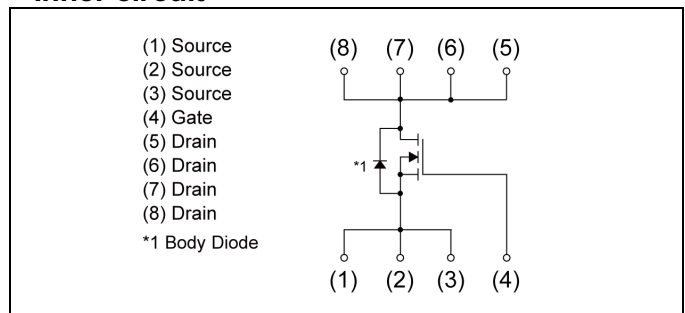 Inner circuit
(1) Source
(2) Source
(3) Source
(4) Gate
(5) Drain
(6) Drain
(7) Drain
(8) Drain
*1 Body Diode
(8) (7) (6) (5)
*1
(1) (2) (3) (4)